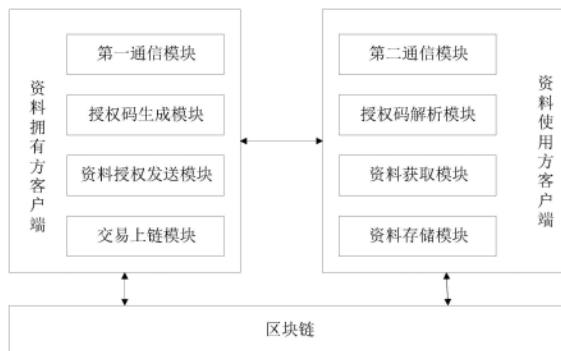 资料拥有方客户端
第一通信模块
授权码生成模块
资料授权发送模块
交易上链模块
第二通信模块
授权码解析模块
资料获取模块
资料存储模块
资料使用方客户端
区块链